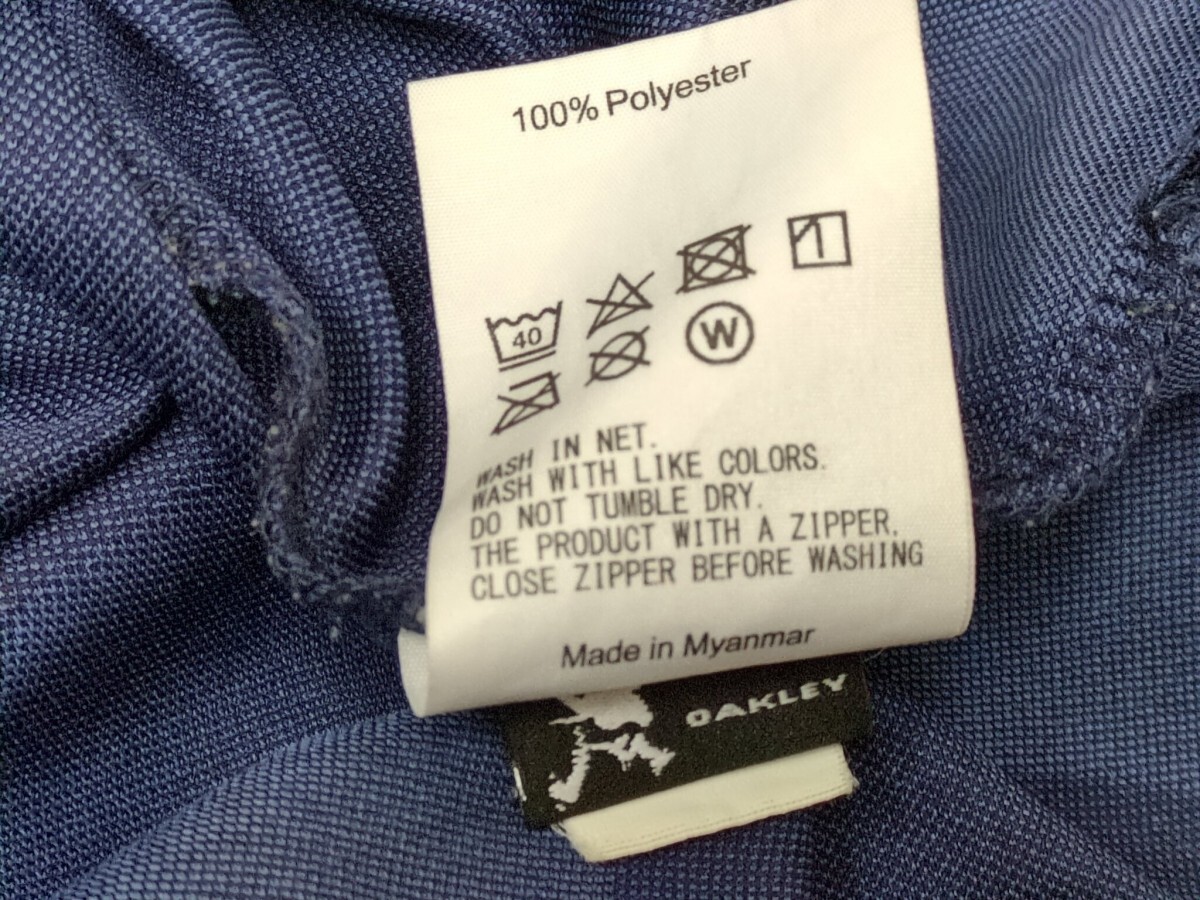 100% Polyester
40
W
WASH IN NET.
WASH WITH LIKE COLORS.
DO NOT TUMBLE DRY.
THE PRODUCT WITH A ZIPPER,
CLOSE ZIPPER BEFORE WASHING
Made in Myanmar
OAKLEY